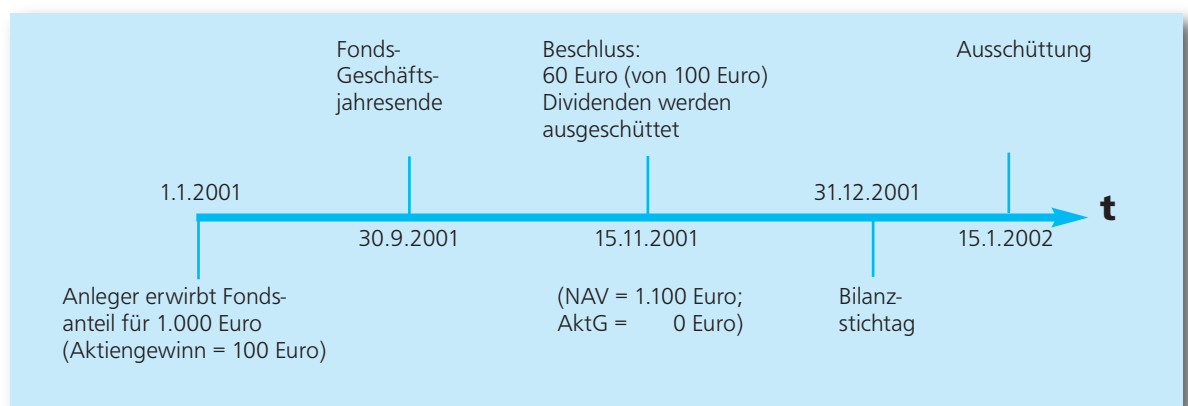 Fonds-
Geschäfts-
jahresende
Beschluss:
60 Euro (von 100 Euro)
Dividenden werden
ausgeschüttet
Ausschüttung
1.1.2001
31.12.2001
t
30.9.2001
15.11.2001
15.1.2002
Anleger erwirbt Fonds-
anteil für 1.000 Euro
(Aktiengewinn = 100 Euro)
(NAV = 1.100 Euro;
AktG = 0 Euro)
Bilanz-
stichtag